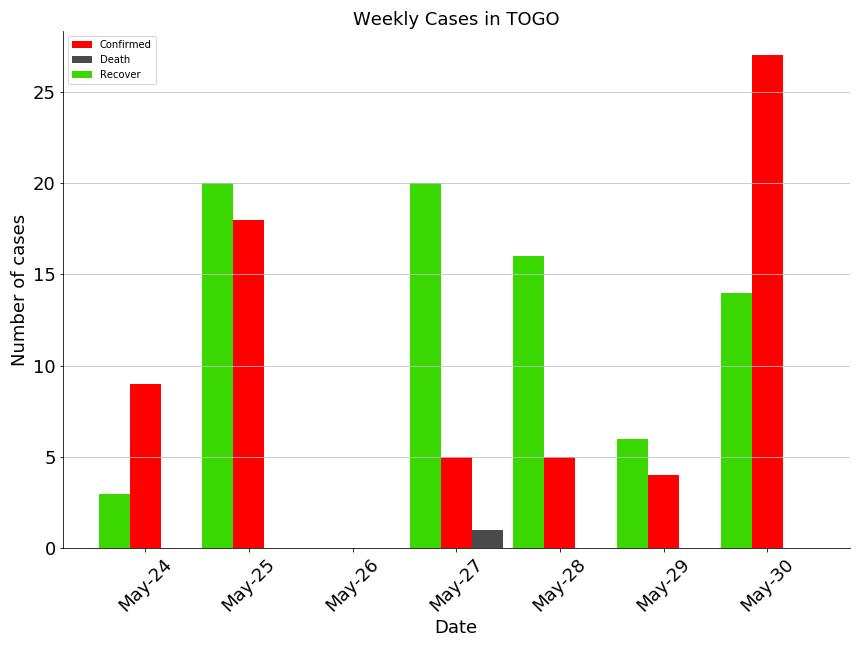 Weekly Cases in TOGO
Confirmed
Death
Recover
Number of cases
25
20
15
10
5
0
May-24
May-25
May-26
May-27
May-28
May-29
May-30
Date